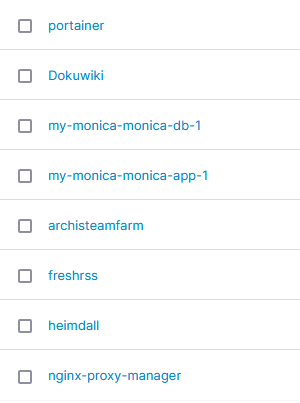 portainer
Dokuwiki
my-monica-monica-db-1
my-monica-monica-app-1
archisteamfarm
freshrss
heimdall
nginx-proxy-manager